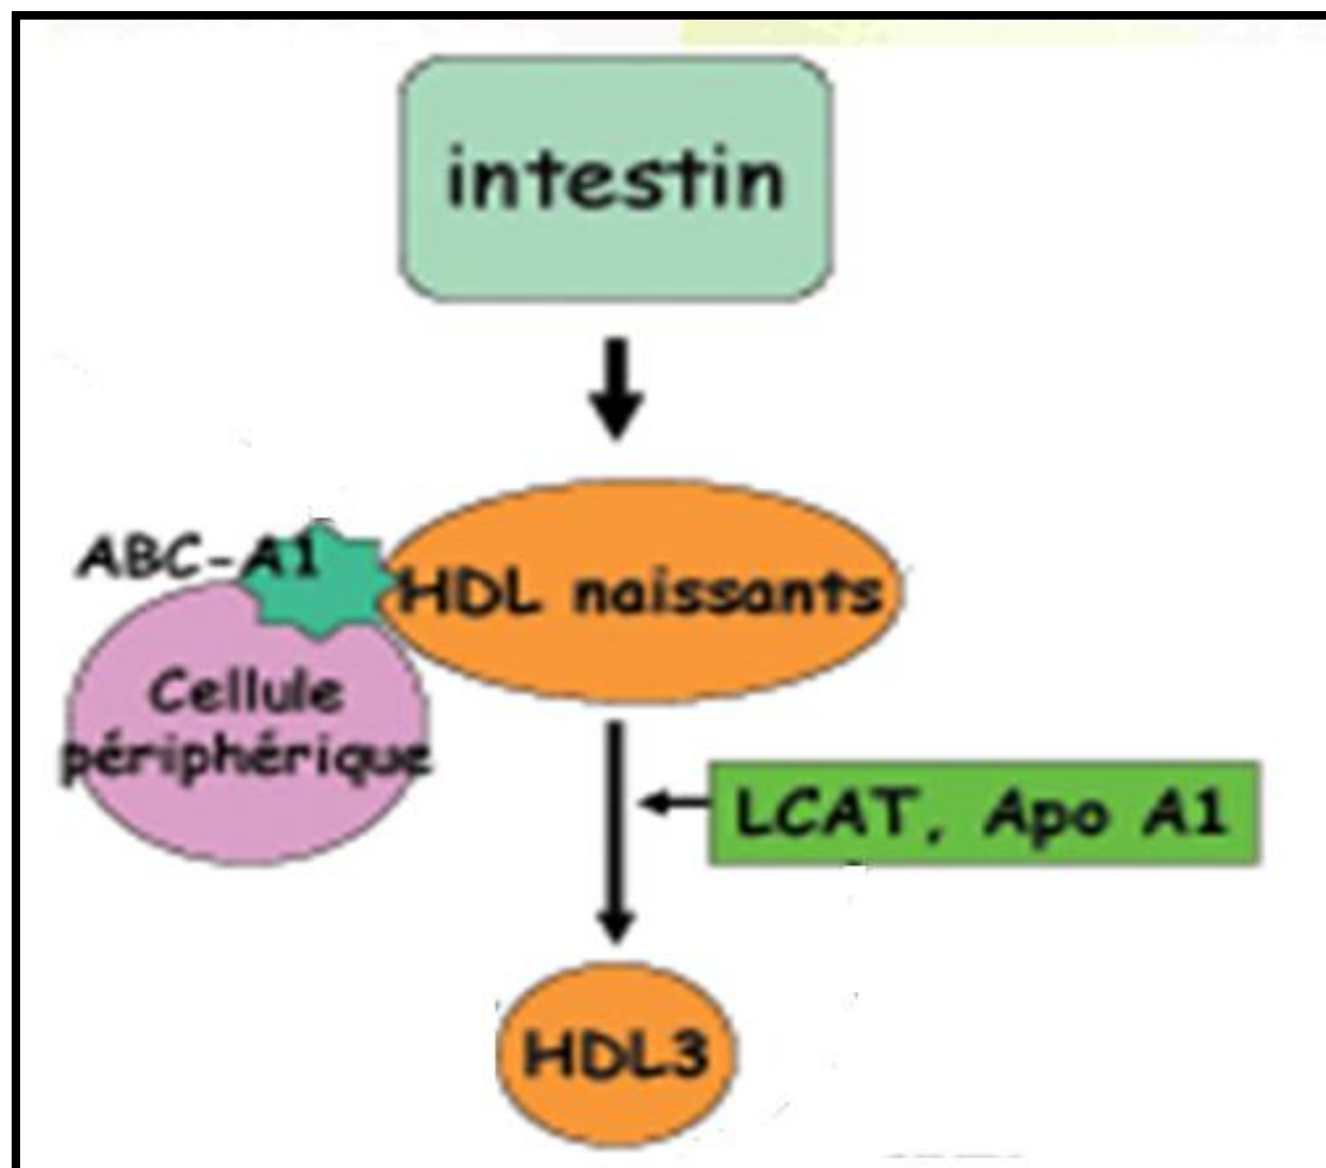 intestin
ABC-A1
HDL naissants
Cellule
périphérique
LCAT, Apo A1
HDL3